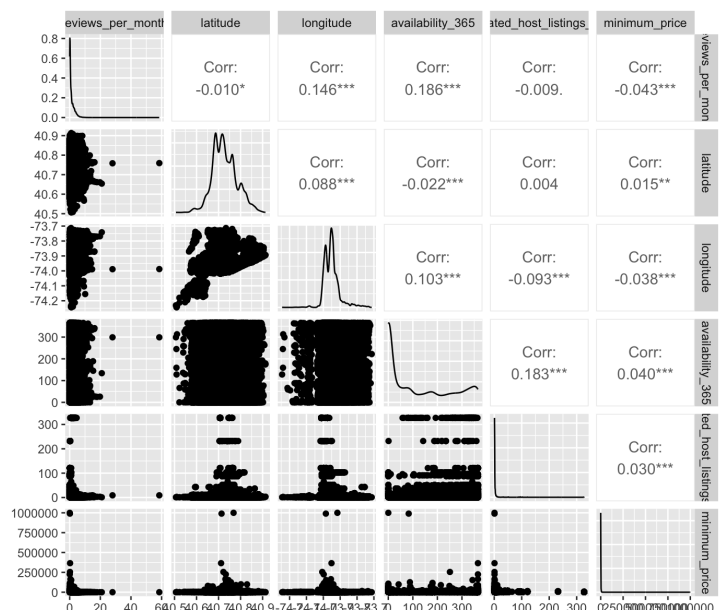 eviews_per_month
latitude
longitude
availability_365
ated_host_listings_
minimum_price
0.8
0.6
0.4
0.2
0.0
Corr:
-0.010*
Corr:
0.146***
Corr:
0.186***
Corr:
-0.009.
Corr:
-0.043***
views_per_mon
40.9
40.8
40.7
40.6
40.5
Corr:
0.088***
Corr:
-0.022***
Corr:
0.004
Corr:
0.015**
latitude
-73.7
-73.8
-73.9
-74.0
-74.1
-74.2
Corr:
0.103***
Corr:
-0.093***
Corr:
-0.038***
longitude
300
200
100
0
Corr:
0.183***
Corr:
0.040***
availability_365
300
200
100
0
Corr:
0.030***
ted_host_listings
1000000
750000
500000
250000
0
minimum_price
0 20 40
0 100 200 300
0 100 200 300